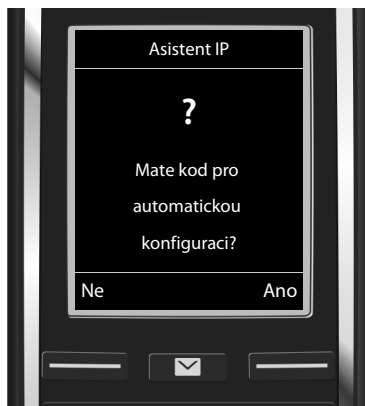 Asistent IP
?
Mate kod pro
automatickou
konfiguraci?
Ne Ano